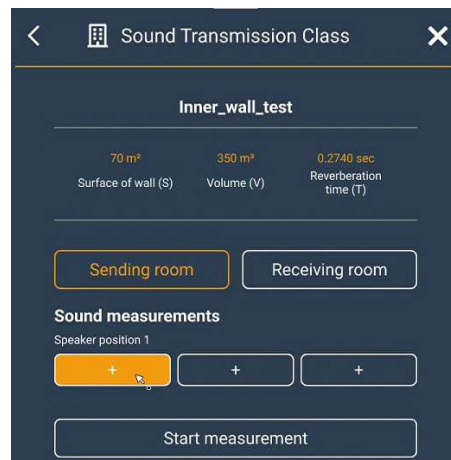 Sound Transmission Class
Inner_wall_test
70 m² 350 m³ 0.2740 sec
Surface of wall (S) Volume (V) Reverberation
time (T)
Sending room Receiving room
Sound measurements
Speaker position 1
+ + +
Start measurement